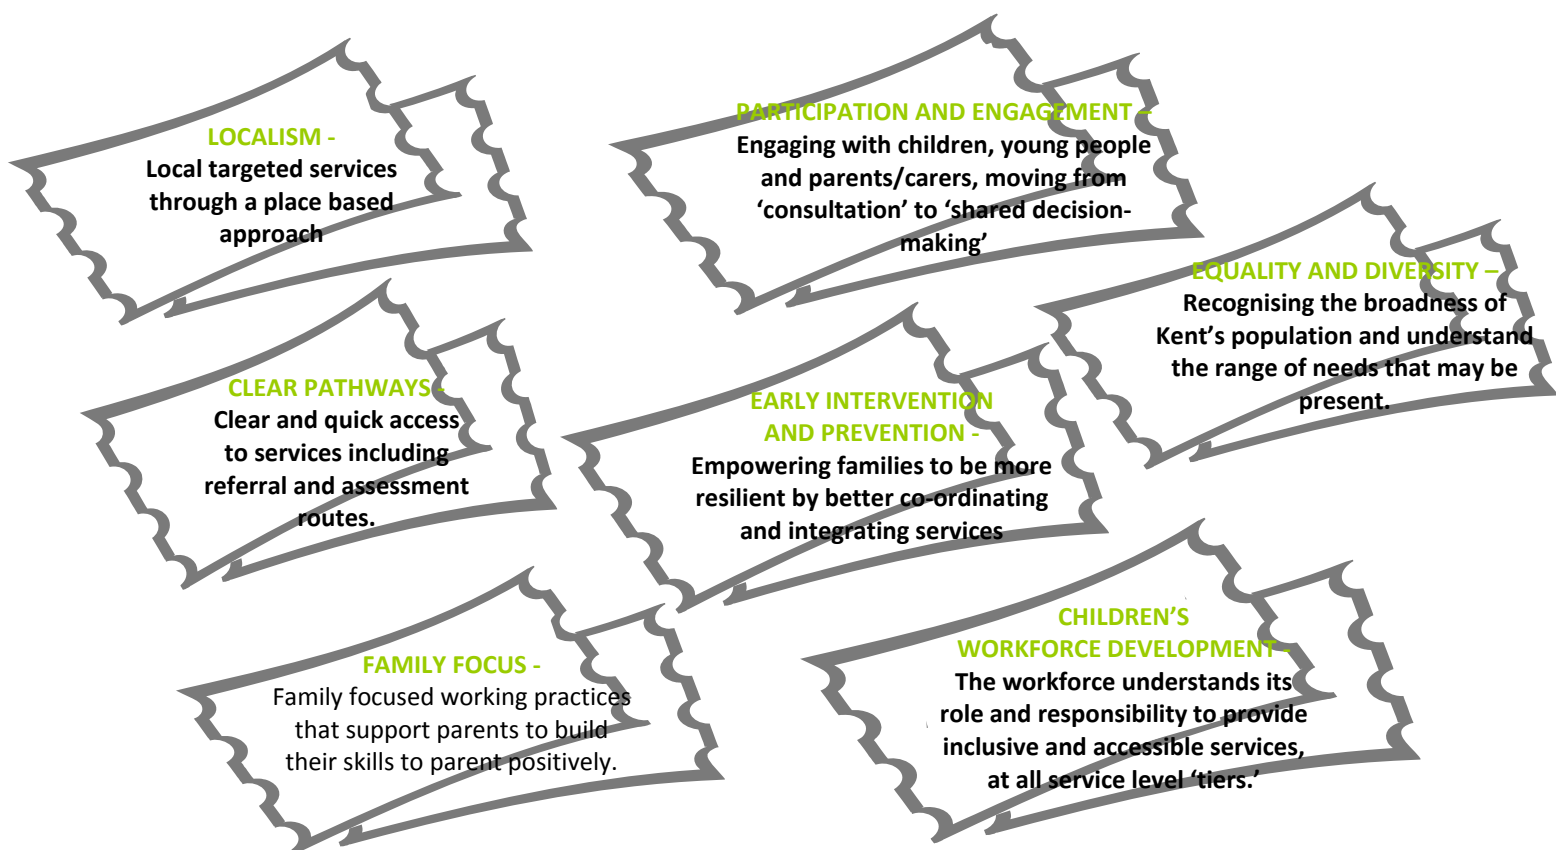 LOCALISM -
Local targeted services
through a place based
approach
PARTICIPATION AND ENGAGEMENT –
Engaging with children, young people
and parents/carers, moving from
‘consultation’ to ‘shared decision-
making’
EQUALITY AND DIVERSITY –
Recognising the broadness of
Kent’s population and understand
the range of needs that may be
present.
CLEAR PATHWAYS -
Clear and quick access
to services including
referral and assessment
routes.
EARLY INTERVENTION
AND PREVENTION -
Empowering families to be more
resilient by better co-ordinating
and integrating services
FAMILY FOCUS -
Family focused working practices
that support parents to build
their skills to parent positively.
CHILDREN’S
WORKFORCE DEVELOPMENT -
The workforce understands its
role and responsibility to provide
inclusive and accessible services,
at all service level ‘tiers.’